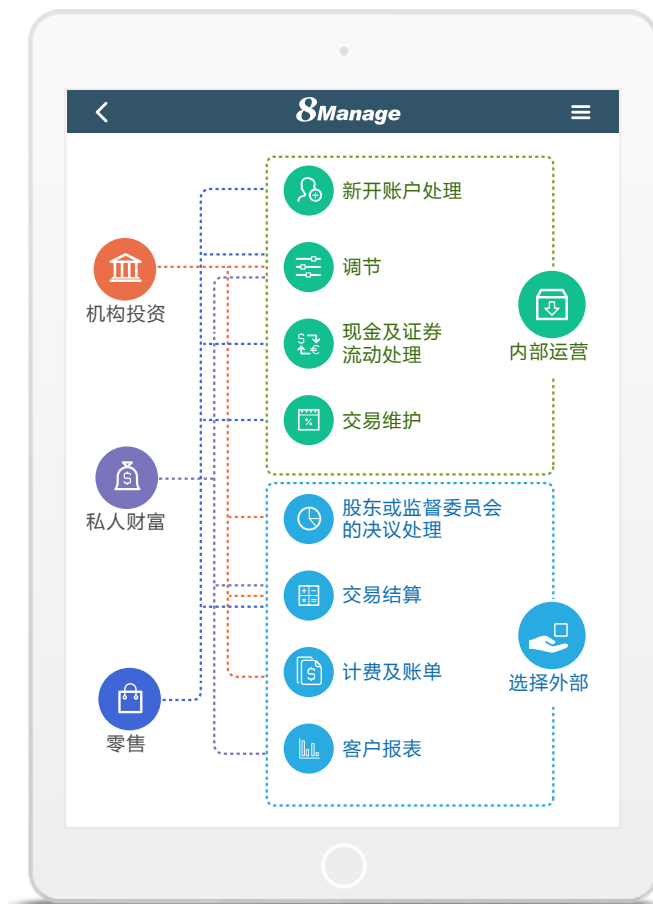 8Manage
新开账户处理
调节
机构投资
现金及证券
流动处理
内部运营
交易维护
私人财富
股东或监督委员会
的决议处理
交易结算
计费及账单
选择外部
零售
客户报表